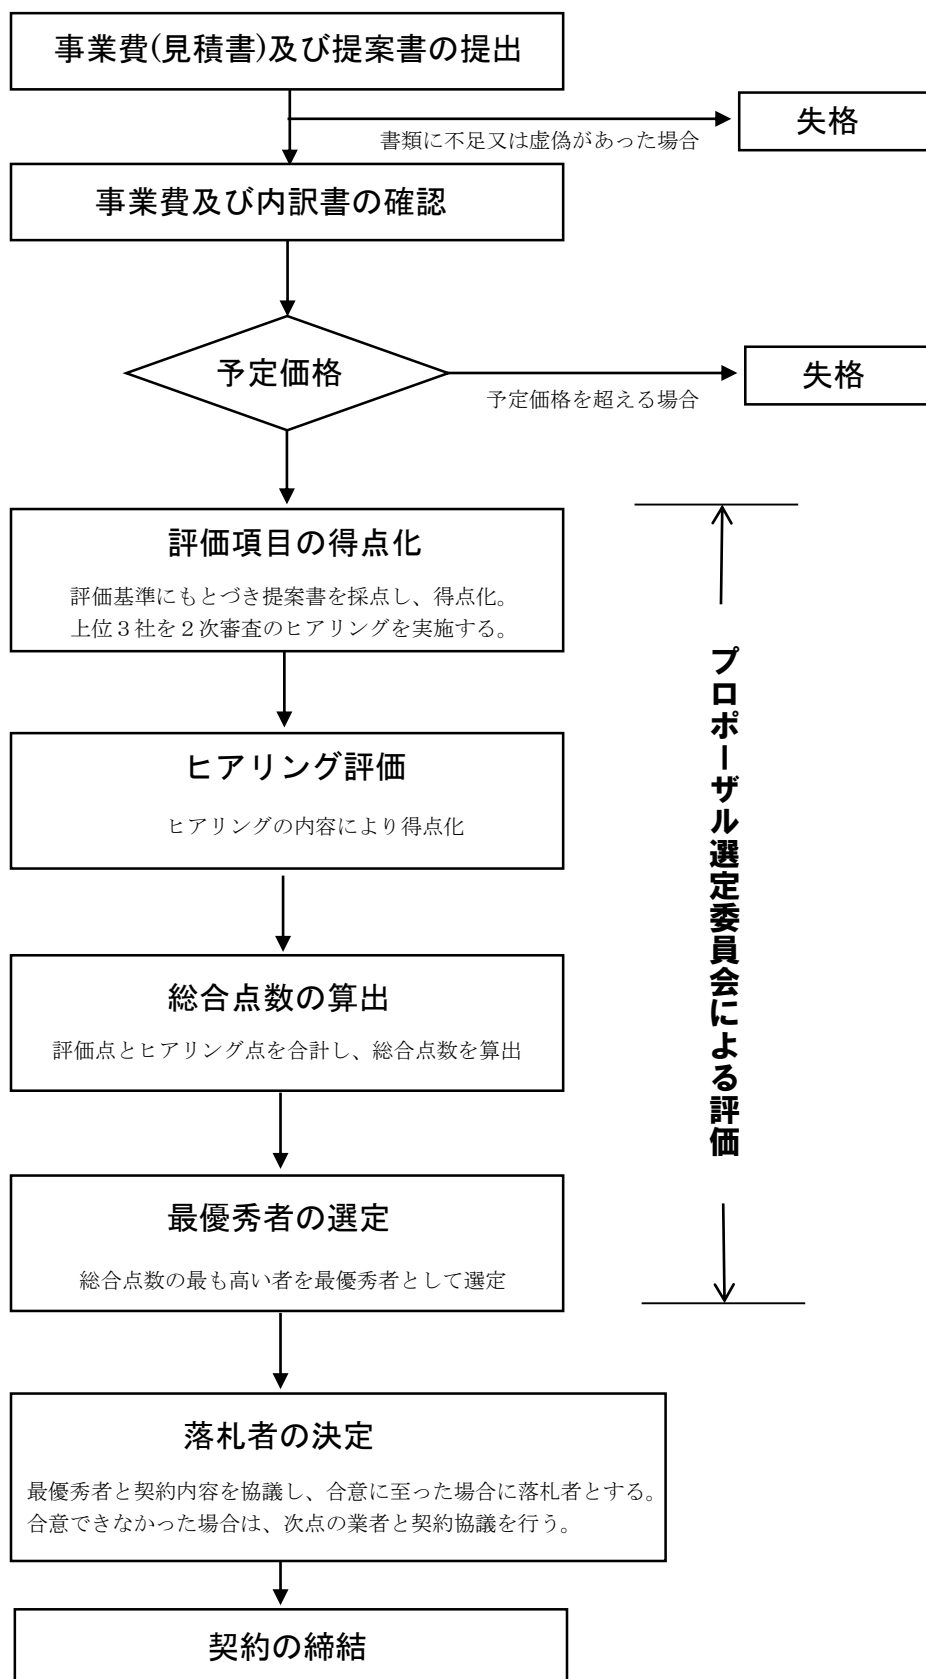 事業費(見積書)及び提案書の提出
失格
書類に不足又は虚偽があった場合
事業費及び内訳書の確認
予定価格
失格
予定価格を超える場合
評価項目の得点化
評価基準にもとづき提案書を採点し、得点化。
上位３社を２次審査のヒアリングを実施する。
ヒアリング評価
ヒアリングの内容により得点化
総合点数の算出
評価点とヒアリング点を合計し、総合点数を算出
最優秀者の選定
総合点数の最も高い者を最優秀者として選定
プロポーザル選定委員会による評価
落札者の決定
最優秀者と契約内容を協議し、合意に至った場合に落札者とする。
合意できなかった場合は、次点の業者と契約協議を行う。
契約の締結